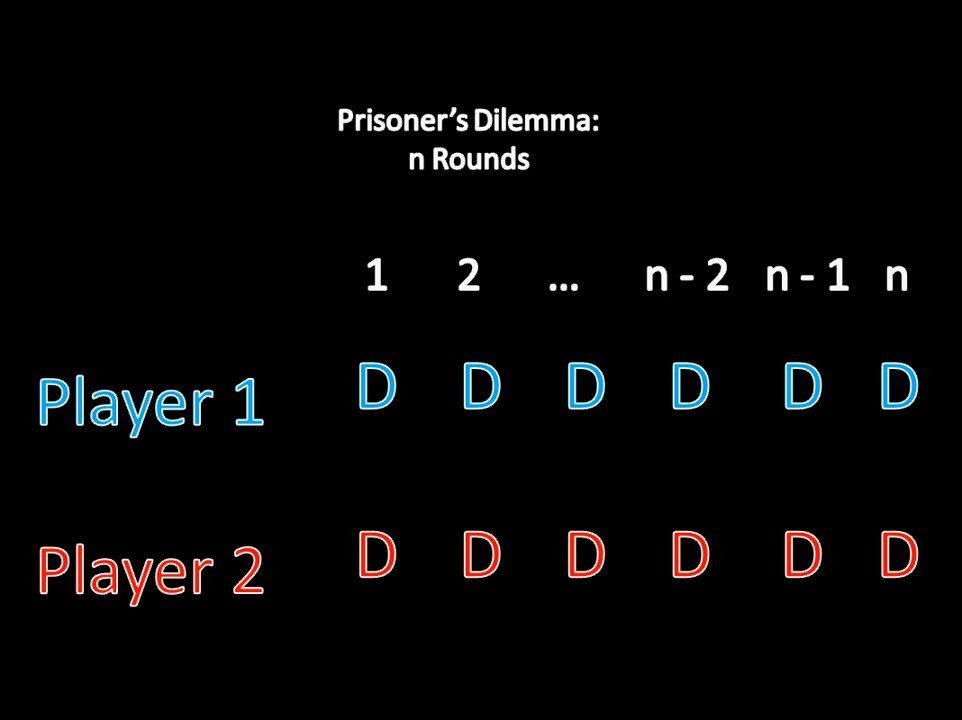 Prisoner’s Dilemma:
n Rounds
1 2 ... n - 2 n - 1 n
Player 1 D D D D D D
Player 2 D D D D D D